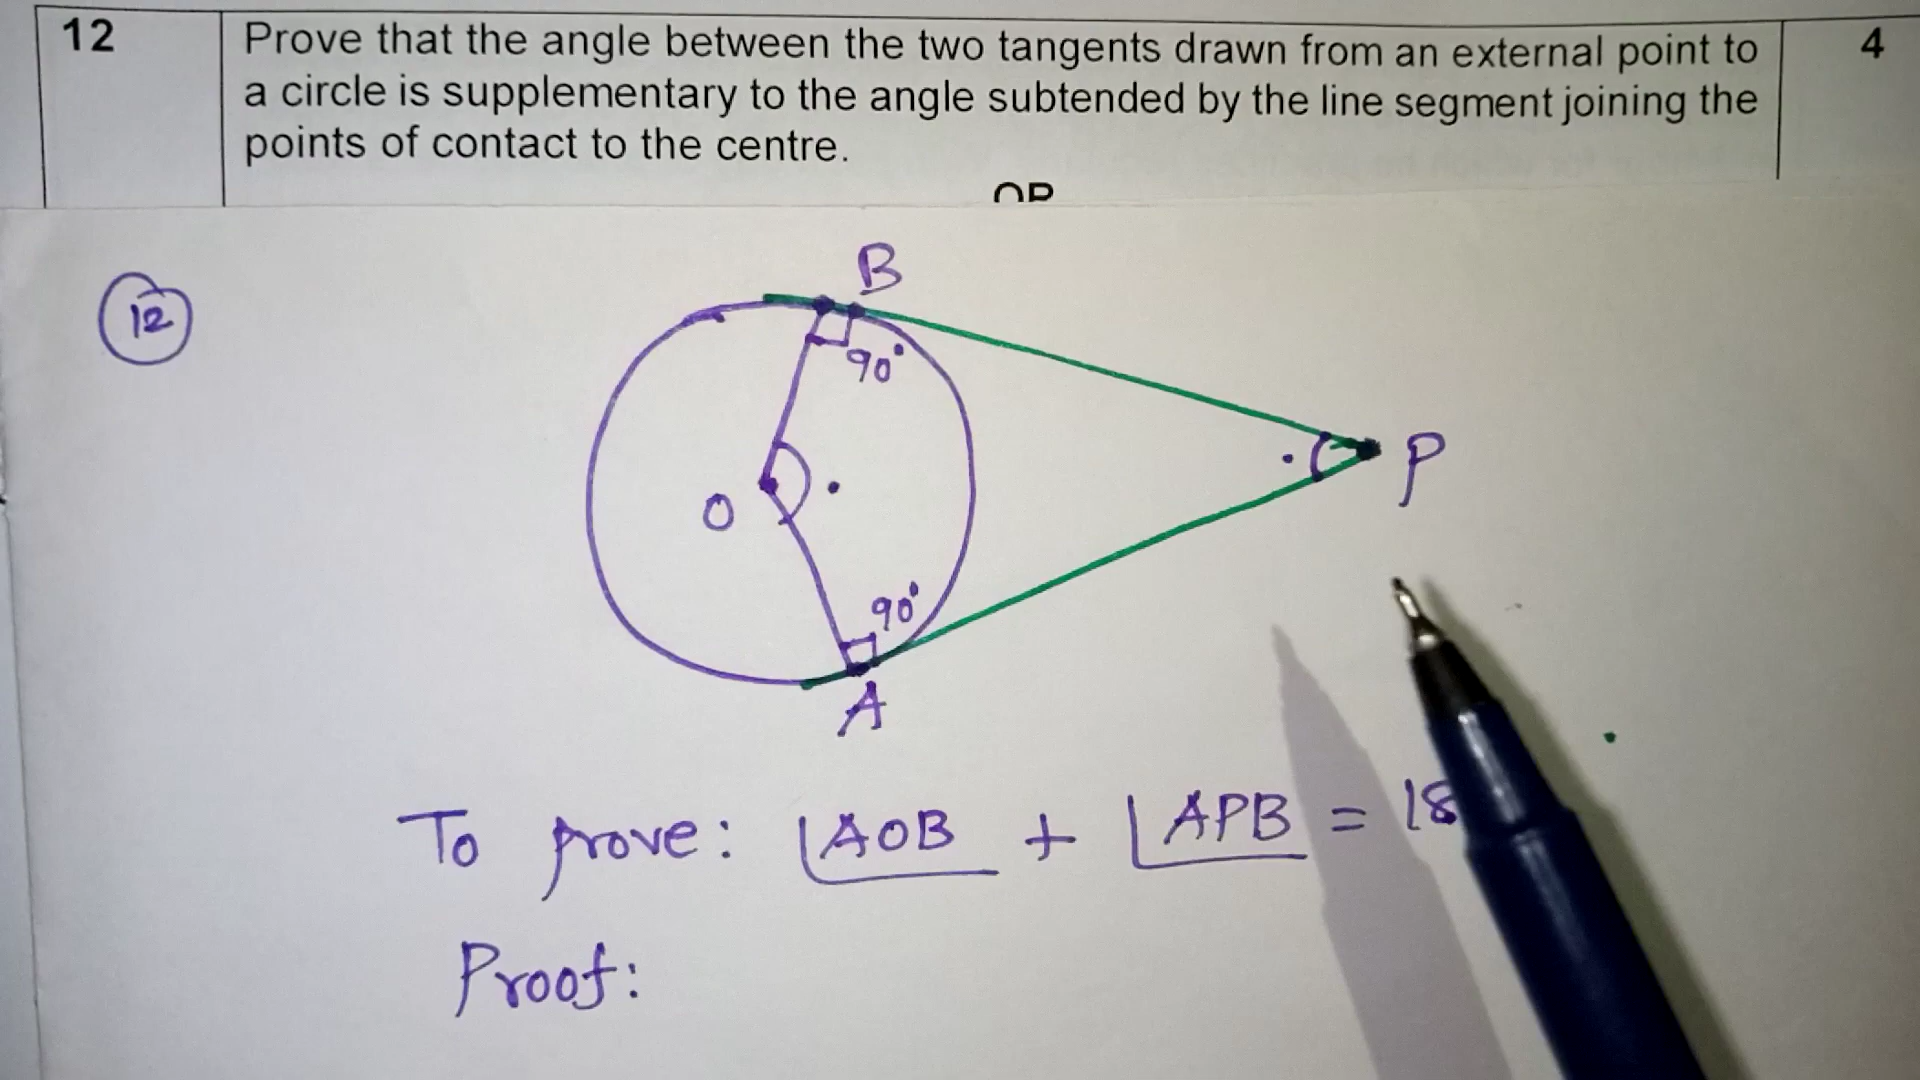 12
Prove that the angle between the two tangents drawn from an external point to
a circle is supplementary to the angle subtended by the line segment joining the
points of contact to the centre.
4
OR
12
B
90°
O
P
90°
A
To prove: ∠AOB + ∠APB = 18
Proof: